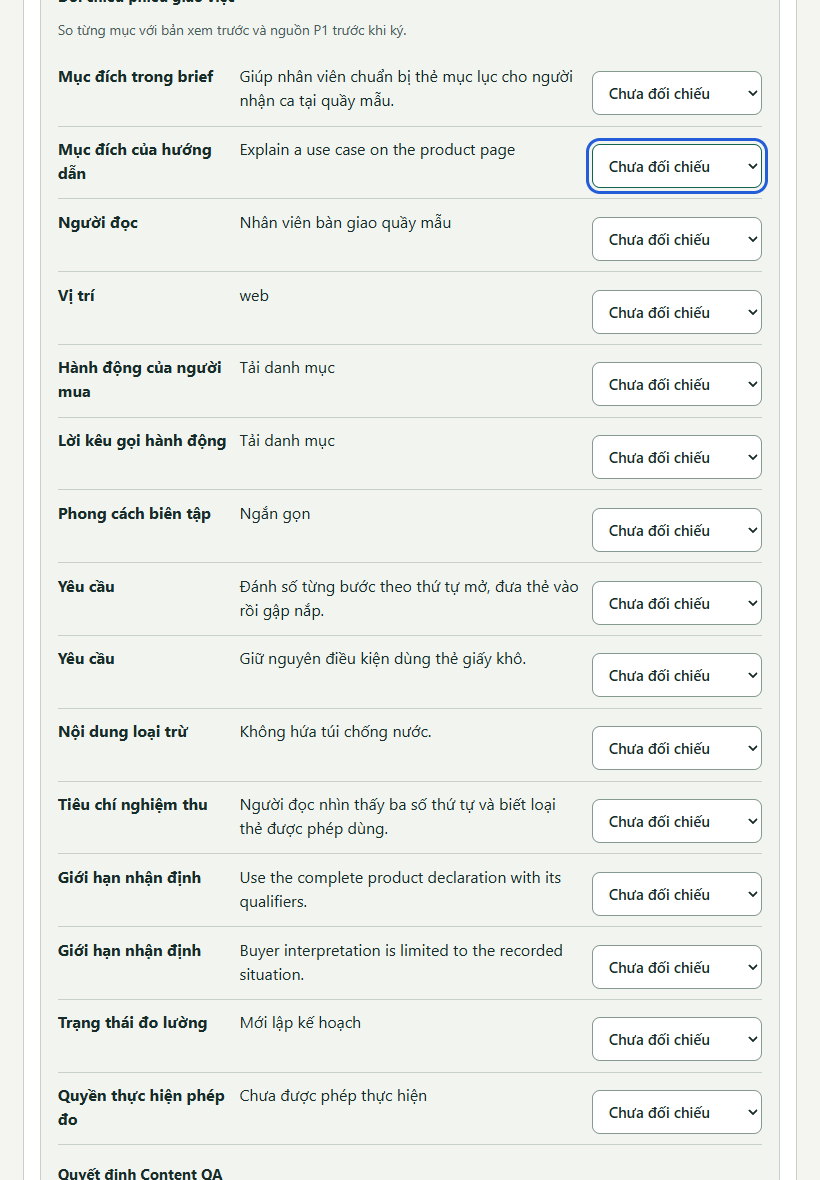 Đối chiếu phiếu giao việc
So từng mục với bản xem trước và nguồn P1 trước khi ký.
Mục đích trong brief
Giúp nhân viên chuẩn bị thẻ mục lục cho người
nhận ca tại quầy mẫu.
Chưa đối chiếu
Mục đích của hướng
dẫn
Explain a use case on the product page
Chưa đối chiếu
Người đọc
Nhân viên bàn giao quầy mẫu
Chưa đối chiếu
Vị trí
web
Chưa đối chiếu
Hành động của người
mua
Tải danh mục
Chưa đối chiếu
Lời kêu gọi hành động
Tải danh mục
Chưa đối chiếu
Phong cách biên tập
Ngắn gọn
Chưa đối chiếu
Yêu cầu
Đánh số từng bước theo thứ tự mở, đưa thẻ vào
rồi gập nắp.
Chưa đối chiếu
Yêu cầu
Giữ nguyên điều kiện dùng thẻ giấy khô.
Chưa đối chiếu
Nội dung loại trừ
Không hứa túi chống nước.
Chưa đối chiếu
Tiêu chí nghiệm thu
Người đọc nhìn thấy ba số thứ tự và biết loại
thẻ được phép dùng.
Chưa đối chiếu
Giới hạn nhận định
Use the complete product declaration with its
qualifiers.
Chưa đối chiếu
Giới hạn nhận định
Buyer interpretation is limited to the recorded
situation.
Chưa đối chiếu
Trạng thái đo lường
Mới lập kế hoạch
Chưa đối chiếu
Quyền thực hiện phép
đo
Chưa được phép thực hiện
Chưa đối chiếu
Quyết định Content QA